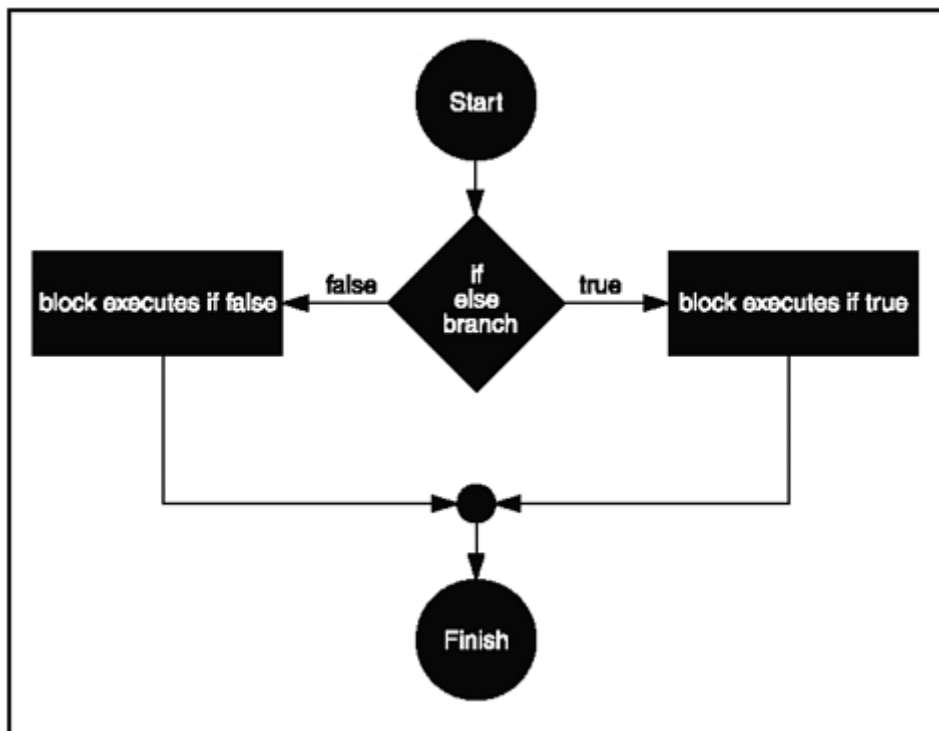 Start
if
else
branch
false
true
block executes if false
block executes if true
Finish